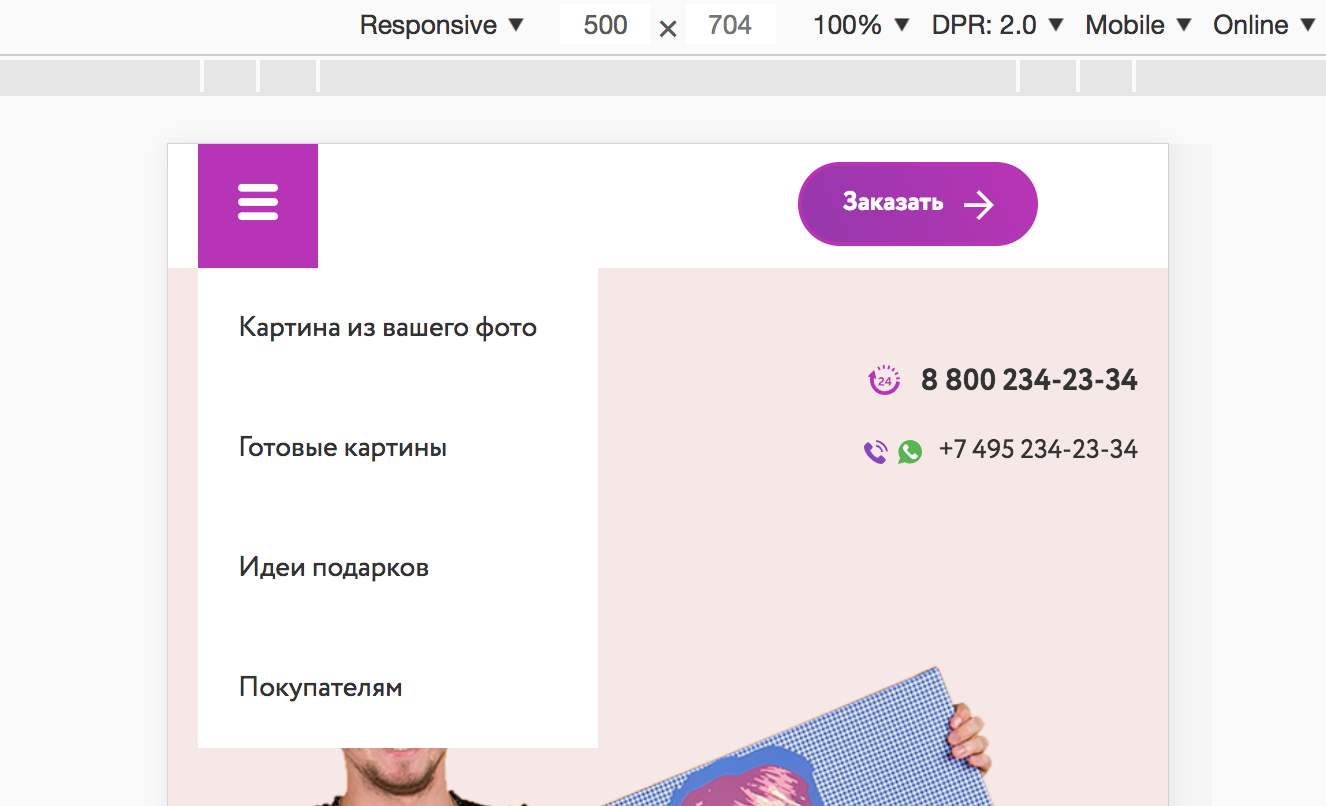 Responsive ▼ 500 × 704 100% ▼ DPR: 2.0 ▼ Mobile ▼ Online ▼
Заказать
Картина из вашего фото
24 8 800 234-23-34
Готовые картины
+7 495 234-23-34
Идеи подарков
Покупателям